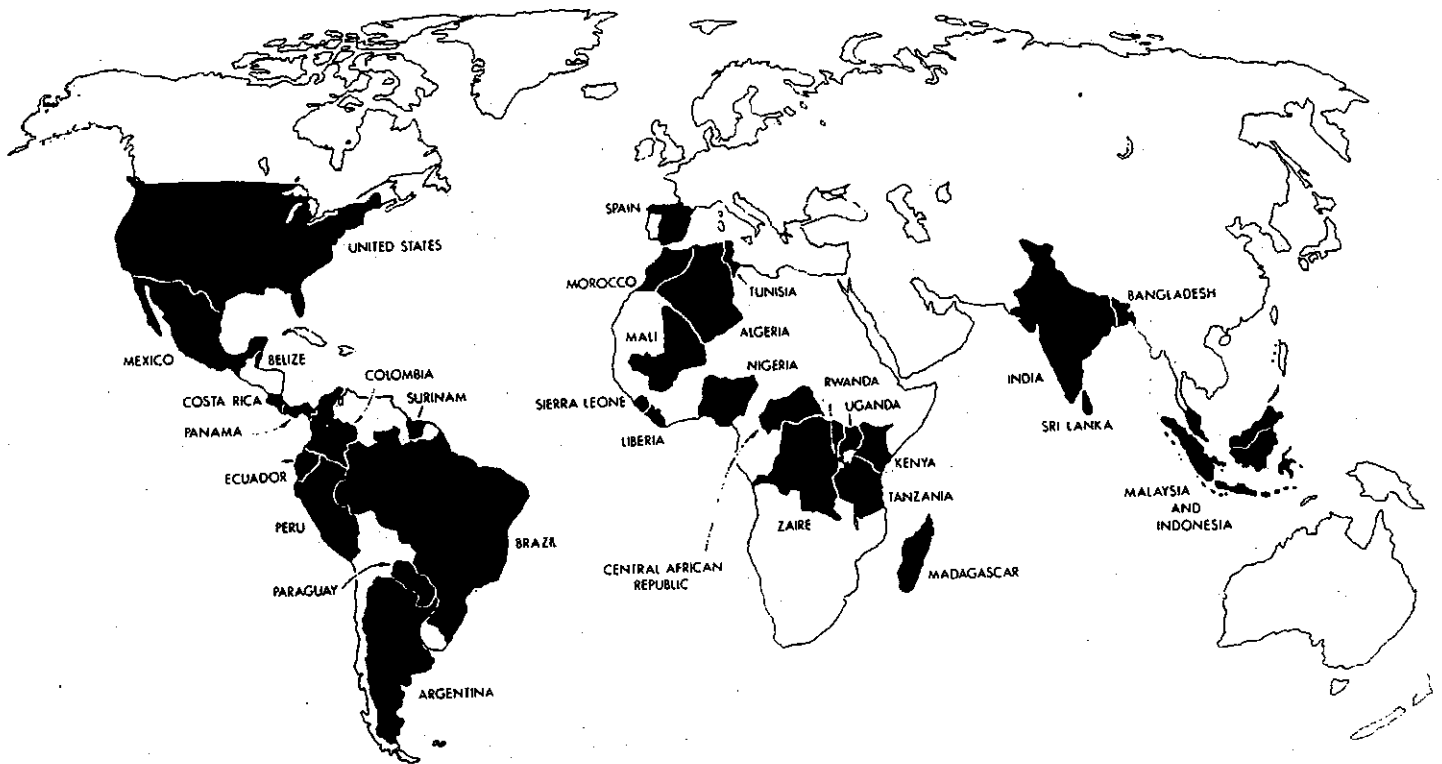 UNITED STATES
MEXICO
BELIZE
COLOMBIA
COSTA RICA
SURINAM
PANAMA
ECUADOR
PERU
BRAZIL
PARAGUAY
ARGENTINA
SPAIN
MOROCCO
TUNISIA
MALI
ALGERIA
NIGERIA
RWANDA
SIERRA LEONE
UGANDA
LIBERIA
KENYA
TANZANIA
ZAIRE
CENTRAL AFRICAN
REPUBLIC
MADAGASCAR
BANGLADESH
INDIA
SRI LANKA
MALAYSIA
AND
INDONESIA